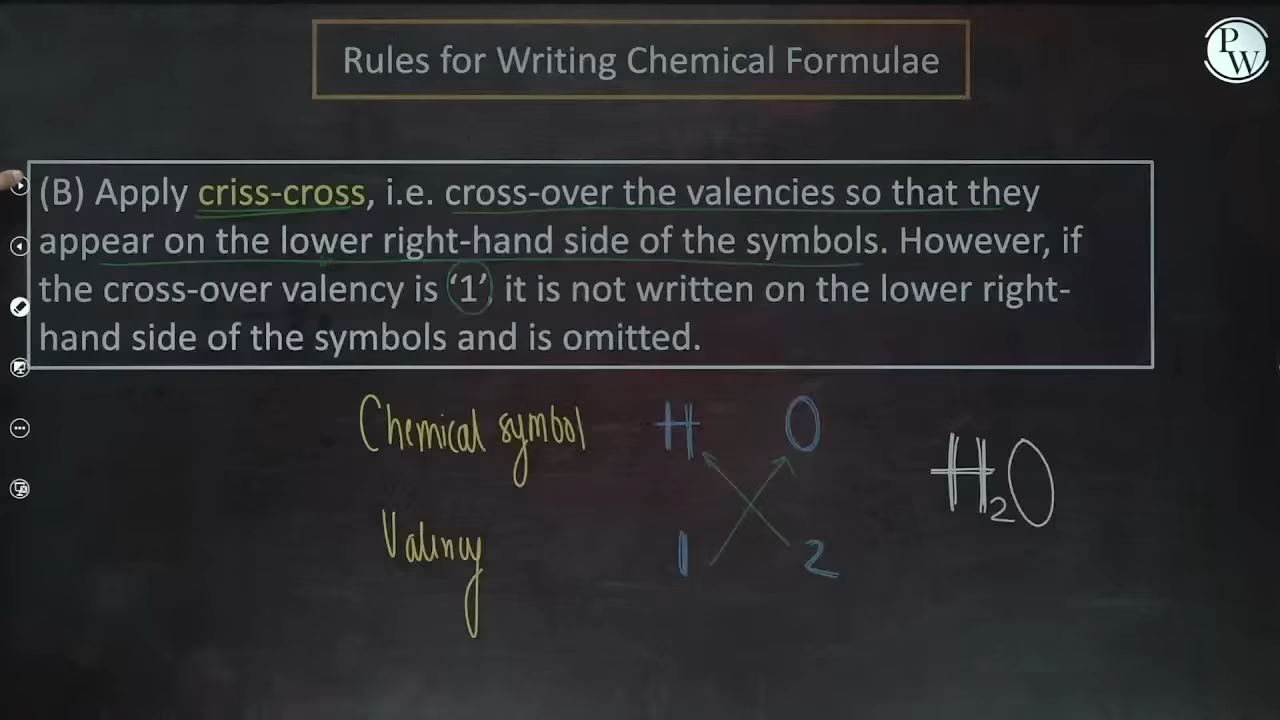 Rules for Writing Chemical Formulae
PW
(B) Apply criss-cross, i.e. cross-over the valencies so that they
appear on the lower right-hand side of the symbols. However, if
the cross-over valency is ‘1’, it is not written on the lower right-
hand side of the symbols and is omitted.
Chemical symbol H O
H₂O
Valency 1 2